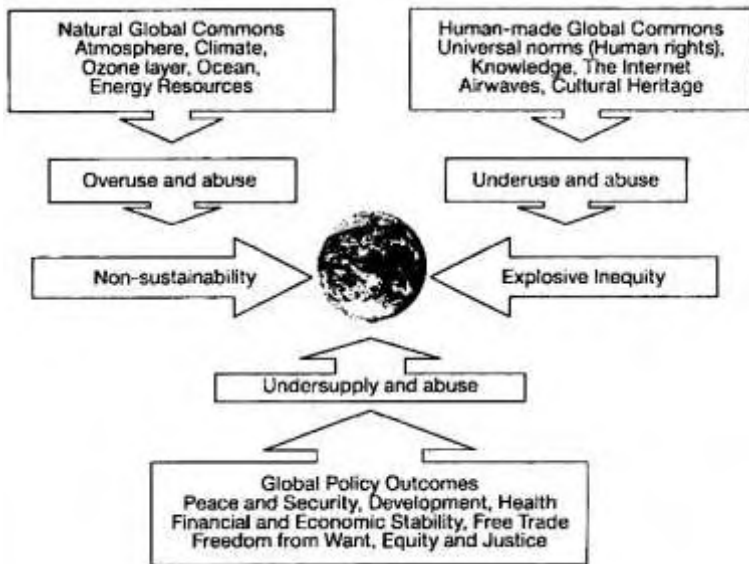 Natural Global Commons
Atmosphere, Climate,
Ozone layer, Ocean,
Energy Resources
Human-made Global Commons
Universal norms (Human rights),
Knowledge, The Internet
Airwaves, Cultural Heritage
Overuse and abuse
Underuse and abuse
Non-sustainability
Explosive Inequity
Undersupply and abuse
Global Policy Outcomes
Peace and Security, Development, Health
Financial and Economic Stability, Free Trade
Freedom from Want, Equity and Justice